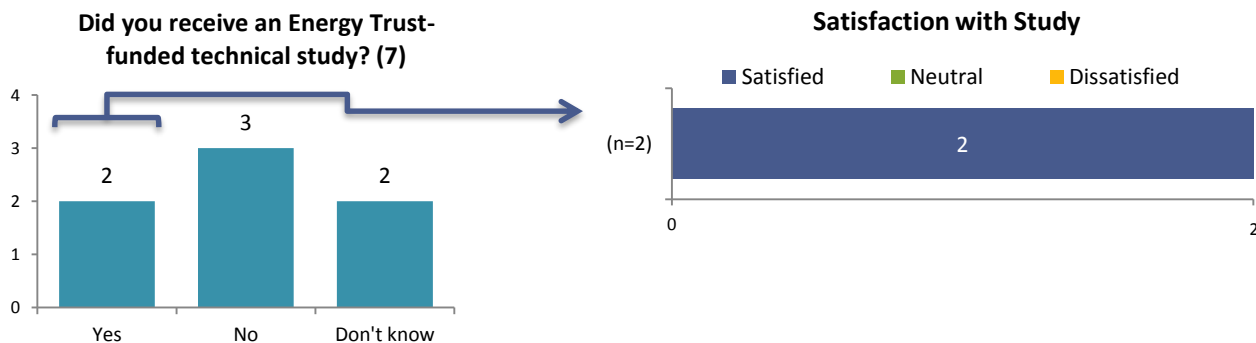 Did you receive an Energy Trust-
funded technical study? (7)
4
3
2
1
0
2
3
2
Yes No Don't know
Satisfaction with Study
Satisfied Neutral Dissatisfied
(n=2)
2
0 2